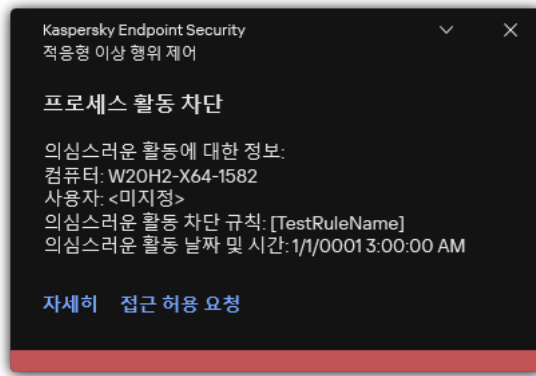 Kaspersky Endpoint Security
적응형 이상 행위 제어
프로세스 활동 차단
의심스러운 활동에 대한 정보:
컴퓨터: W20H2-X64-1582
사용자: <미지정>
의심스러운 활동 차단 규칙: [TestRuleName]
의심스러운 활동 날짜 및 시간: 1/1/0001 3:00:00 AM
자세히 접근 허용 요청